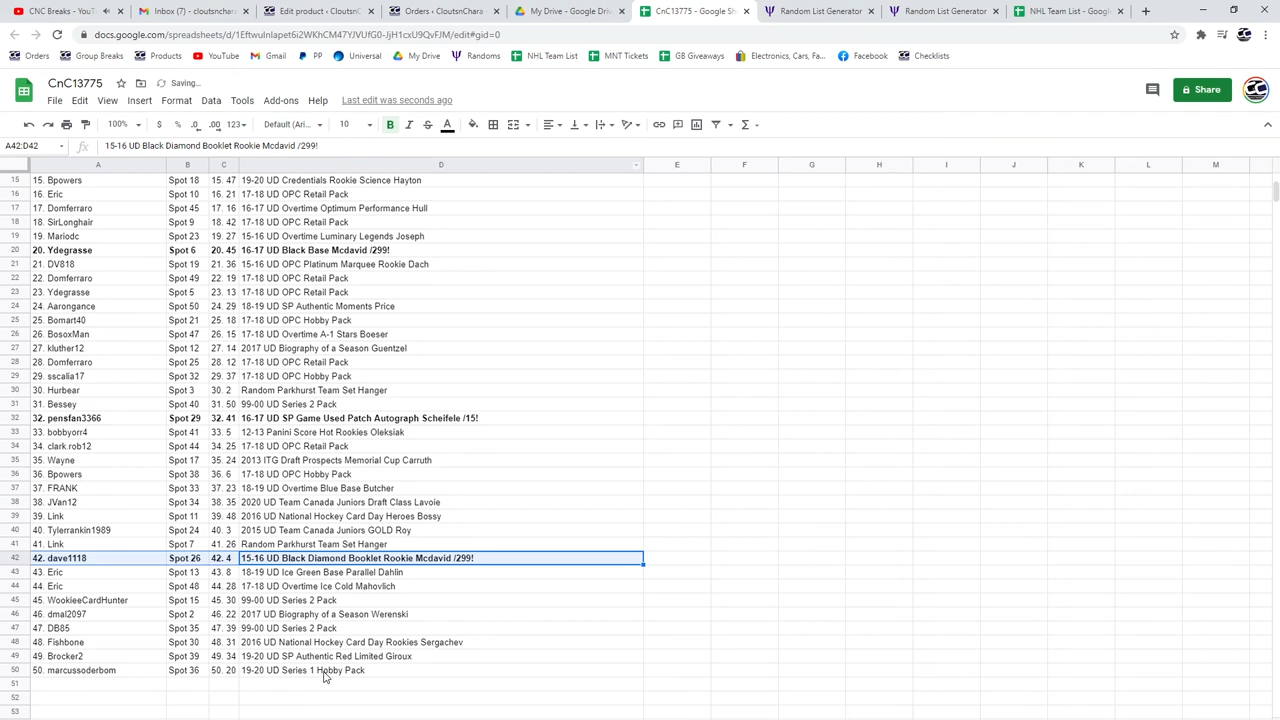 CNC Breaks - YouT
Inbox (7) - cloutsnchara
Edit product ‹ CloutsnCh
Orders ‹ CloutsnChara
My Drive - Google Driv
CnC13775 - Google Sh
Random List Generator
Random List Generator
NHL Team List - Google
docs.google.com/spreadsheets/d/1Eftwulnlapet6i2WKhCM47YJVUfG0-JjH1cxU9QvFJM/edit#gid=0
Orders Group Breaks Products YouTube Gmail PP Universal My Drive Randoms NHL Team List MNT Tickets GB Giveaways Electronics, Cars, Fa... Facebook Checklists
CnC13775 Saving...
File Edit View Insert Format Data Tools Add-ons Help Last edit was seconds ago
Share
100% $ % .0 .00 123 Default (Ari... 10 B I S A
A42:D42 fx 15-16 UD Black Diamond Booklet Rookie Mcdavid /299!
A B C D E F G H I J K L M
15 15. Bpowers Spot 18 15. 47 19-20 UD Credentials Rookie Science Hayton
16 16. Eric Spot 10 16. 21 17-18 UD OPC Retail Pack
17 17. Domferraro Spot 45 17. 16 16-17 UD Overtime Optimum Performance Hull
18 18. SirLonghair Spot 9 18. 42 17-18 UD OPC Retail Pack
19 19. Mariodc Spot 23 19. 27 15-16 UD Overtime Luminary Legends Joseph
20 20. Ydegrasse Spot 6 20. 45 16-17 UD Black Base Mcdavid /299!
21 21. DV818 Spot 19 21. 36 15-16 UD OPC Platinum Marquee Rookie Dach
22 22. Domferraro Spot 49 22. 19 17-18 UD OPC Retail Pack
23 23. Ydegrasse Spot 5 23. 13 17-18 UD OPC Retail Pack
24 24. Aarongance Spot 50 24. 29 18-19 UD SP Authentic Moments Price
25 25. Bomart40 Spot 21 25. 18 17-18 UD OPC Hobby Pack
26 26. BosoxMan Spot 47 26. 15 17-18 UD Overtime A-1 Stars Boeser
27 27. kluther12 Spot 12 27. 14 2017 UD Biography of a Season Guentzel
28 28. Domferraro Spot 25 28. 12 17-18 UD OPC Retail Pack
29 29. sscalia17 Spot 32 29. 37 17-18 UD OPC Hobby Pack
30 30. Hurbear Spot 3 30. 2 Random Parkhurst Team Set Hanger
31 31. Bessey Spot 40 31. 50 99-00 UD Series 2 Pack
32 32. pensfan3366 Spot 29 32. 41 16-17 UD SP Game Used Patch Autograph Scheifele /15!
33 33. bobbyorr4 Spot 41 33. 5 12-13 Panini Score Hot Rookies Oleksiak
34 34. clark.rob12 Spot 44 34. 25 17-18 UD OPC Retail Pack
35 35. Wayne Spot 17 35. 24 2013 ITG Draft Prospects Memorial Cup Carruth
36 36. Bpowers Spot 38 36. 6 17-18 UD OPC Hobby Pack
37 37. FRANK Spot 33 37. 23 18-19 UD Overtime Blue Base Butcher
38 38. JVan12 Spot 34 38. 35 2020 UD Team Canada Juniors Draft Class Lavoie
39 39. Link Spot 11 39. 48 2016 UD National Hockey Card Day Heroes Bossy
40 40. Tylerrankin1989 Spot 24 40. 3 2015 UD Team Canada Juniors GOLD Roy
41 41. Link Spot 7 41. 26 Random Parkhurst Team Set Hanger
42 42. dave1118 Spot 26 42. 4 15-16 UD Black Diamond Booklet Rookie Mcdavid /299!
43 43. Eric Spot 13 43. 8 18-19 UD Ice Green Base Parallel Dahlin
44 44. Eric Spot 48 44. 28 17-18 UD Overtime Ice Cold Mahovlich
45 45. WookieeCardHunter Spot 15 45. 30 99-00 UD Series 2 Pack
46 46. dmal2097 Spot 2 46. 22 2017 UD Biography of a Season Werenski
47 47. DB85 Spot 35 47. 39 99-00 UD Series 2 Pack
48 48. Fishbone Spot 30 48. 31 2016 UD National Hockey Card Day Rookies Sergachev
49 49. Brocker2 Spot 39 49. 34 19-20 UD SP Authentic Red Limited Giroux
50 50. marcussoderbom Spot 36 50. 20 19-20 UD Series 1 Hobby Pack
51
52
53